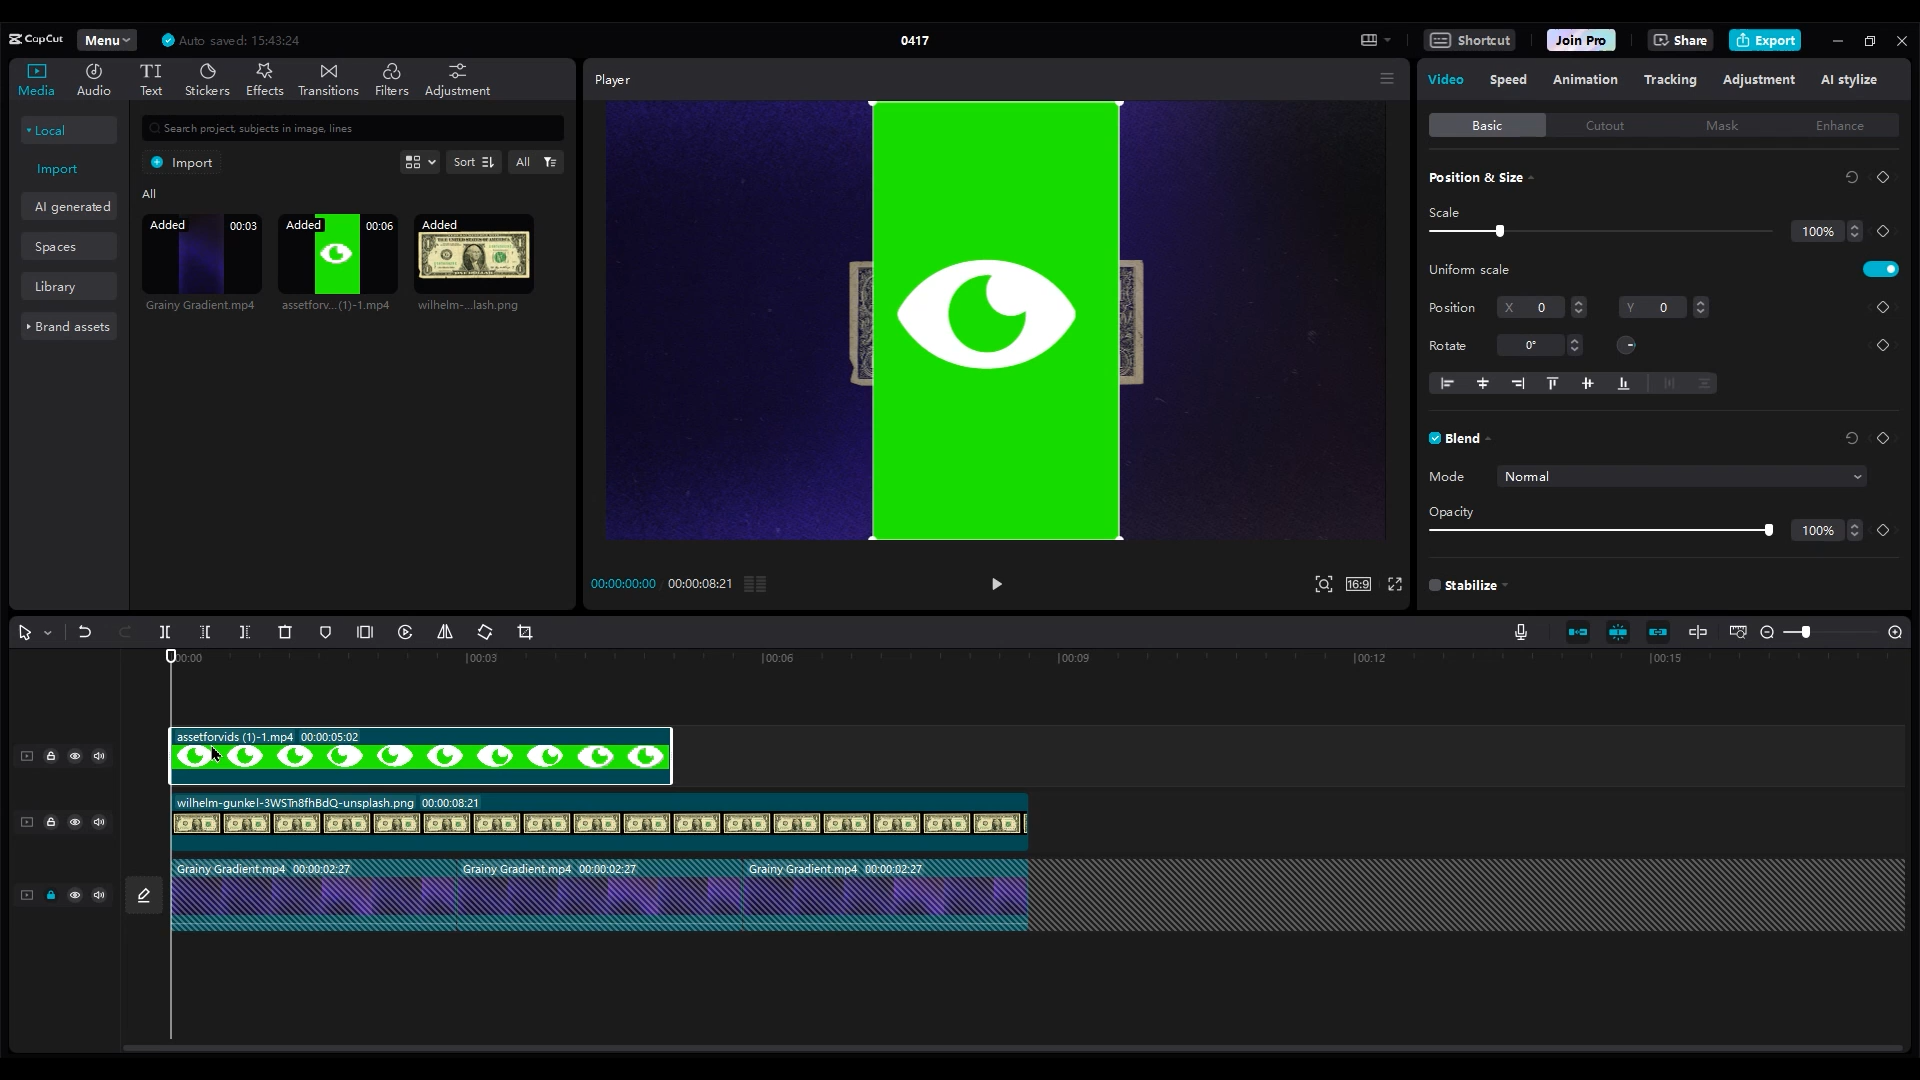 CapCut Menu Auto saved: 15:43:24 0417 Shortcut Join Pro Share Export
Media Audio Text Stickers Effects Transitions Filters Adjustment
Local
Import
AI generated
Spaces
Library
Brand assets
Search project, subjects in image, lines
Import Sort All
All
Added 00:03 Added 00:06 Added
Grainy Gradient.mp4 assetforv... (1)-1.mp4 wilhelm-...lash.png
Player
00:00:00:00 00:00:08:21 16:9
Video Speed Animation Tracking Adjustment AI stylize
Basic Cutout Mask Enhance
Position & Size
Scale
100%
Uniform scale
Position X 0 Y 0
Rotate 0°
Blend
Mode Normal
Opacity
100%
Stabilize
00:00 00:03 00:06 00:09 00:12 00:15
assetforvids (1)-1.mp4 00:00:05:02
wilhelm-gunkel-3WSTn8fhBdQ-unsplash.png 00:00:08:21
Grainy Gradient.mp4 00:00:02:27 Grainy Gradient.mp4 00:00:02:27 Grainy Gradient.mp4 00:00:02:27